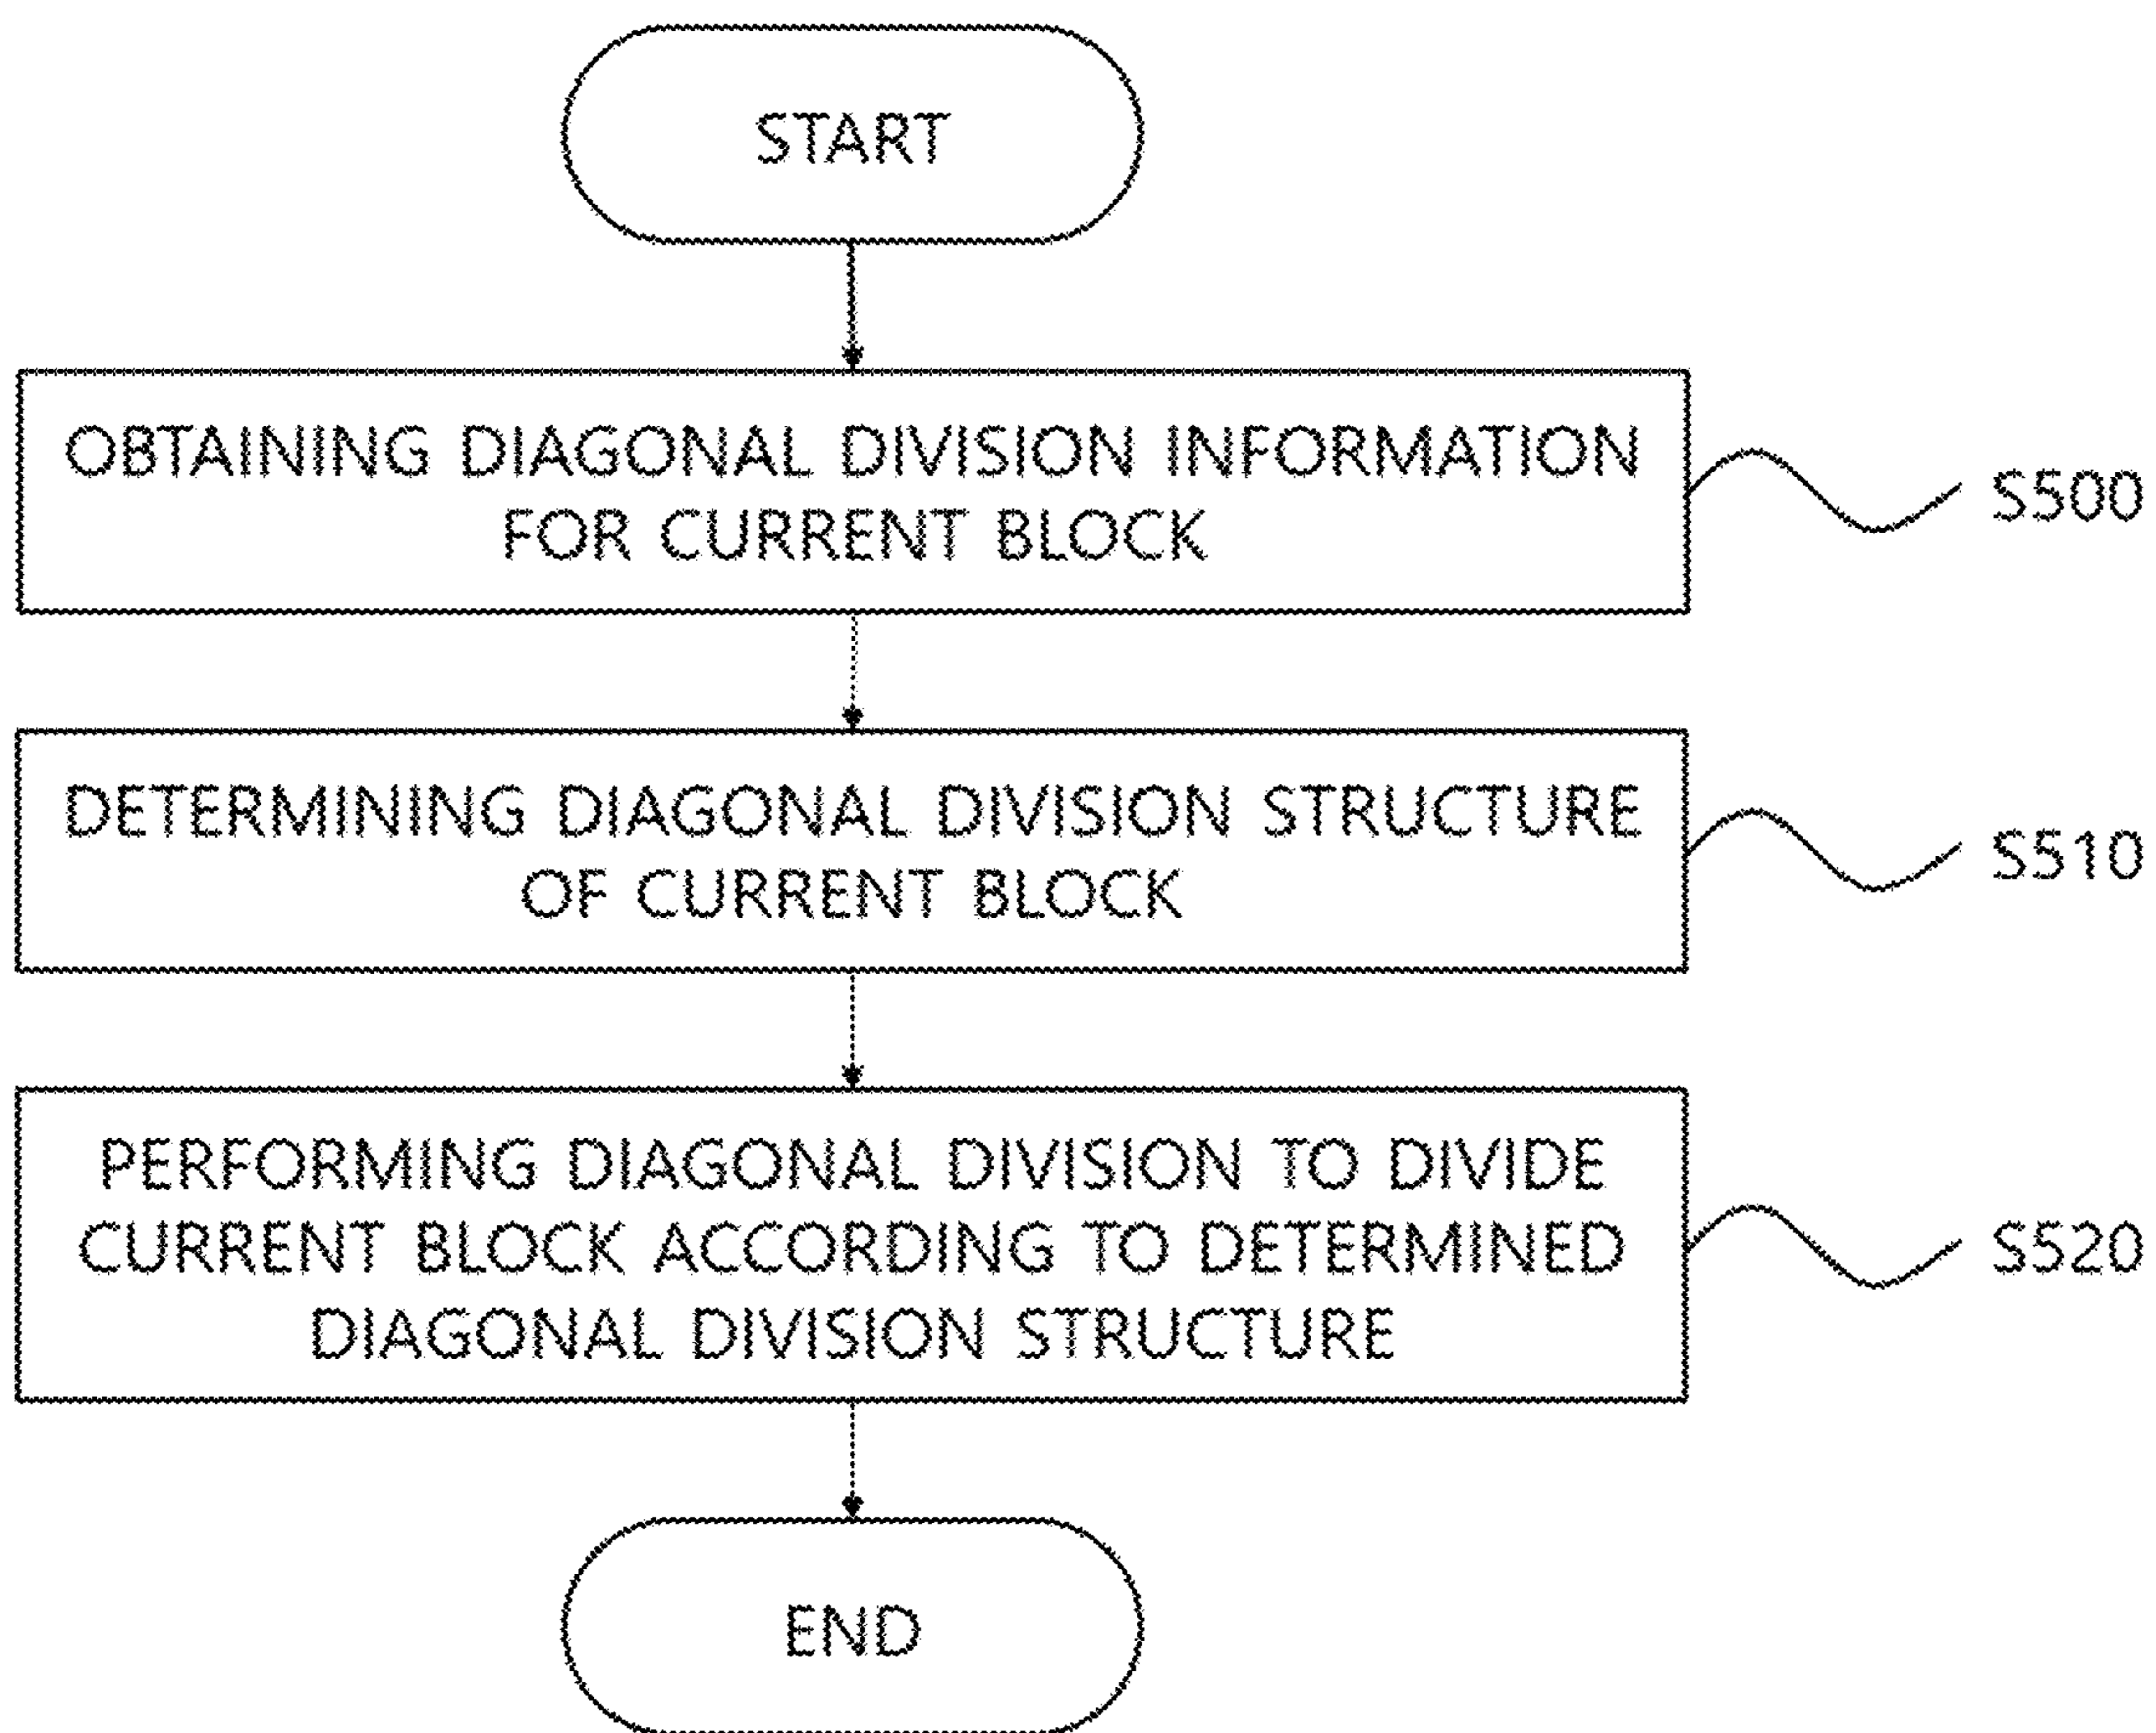 START
OBTAINING DIAGONAL DIVISION INFORMATION
FOR CURRENT BLOCK
S500
DETERMINING DIAGONAL DIVISION STRUCTURE
OF CURRENT BLOCK
S510
PERFORMING DIAGONAL DIVISION TO DIVIDE
CURRENT BLOCK ACCORDING TO DETERMINED
DIAGONAL DIVISION STRUCTURE
S520
END